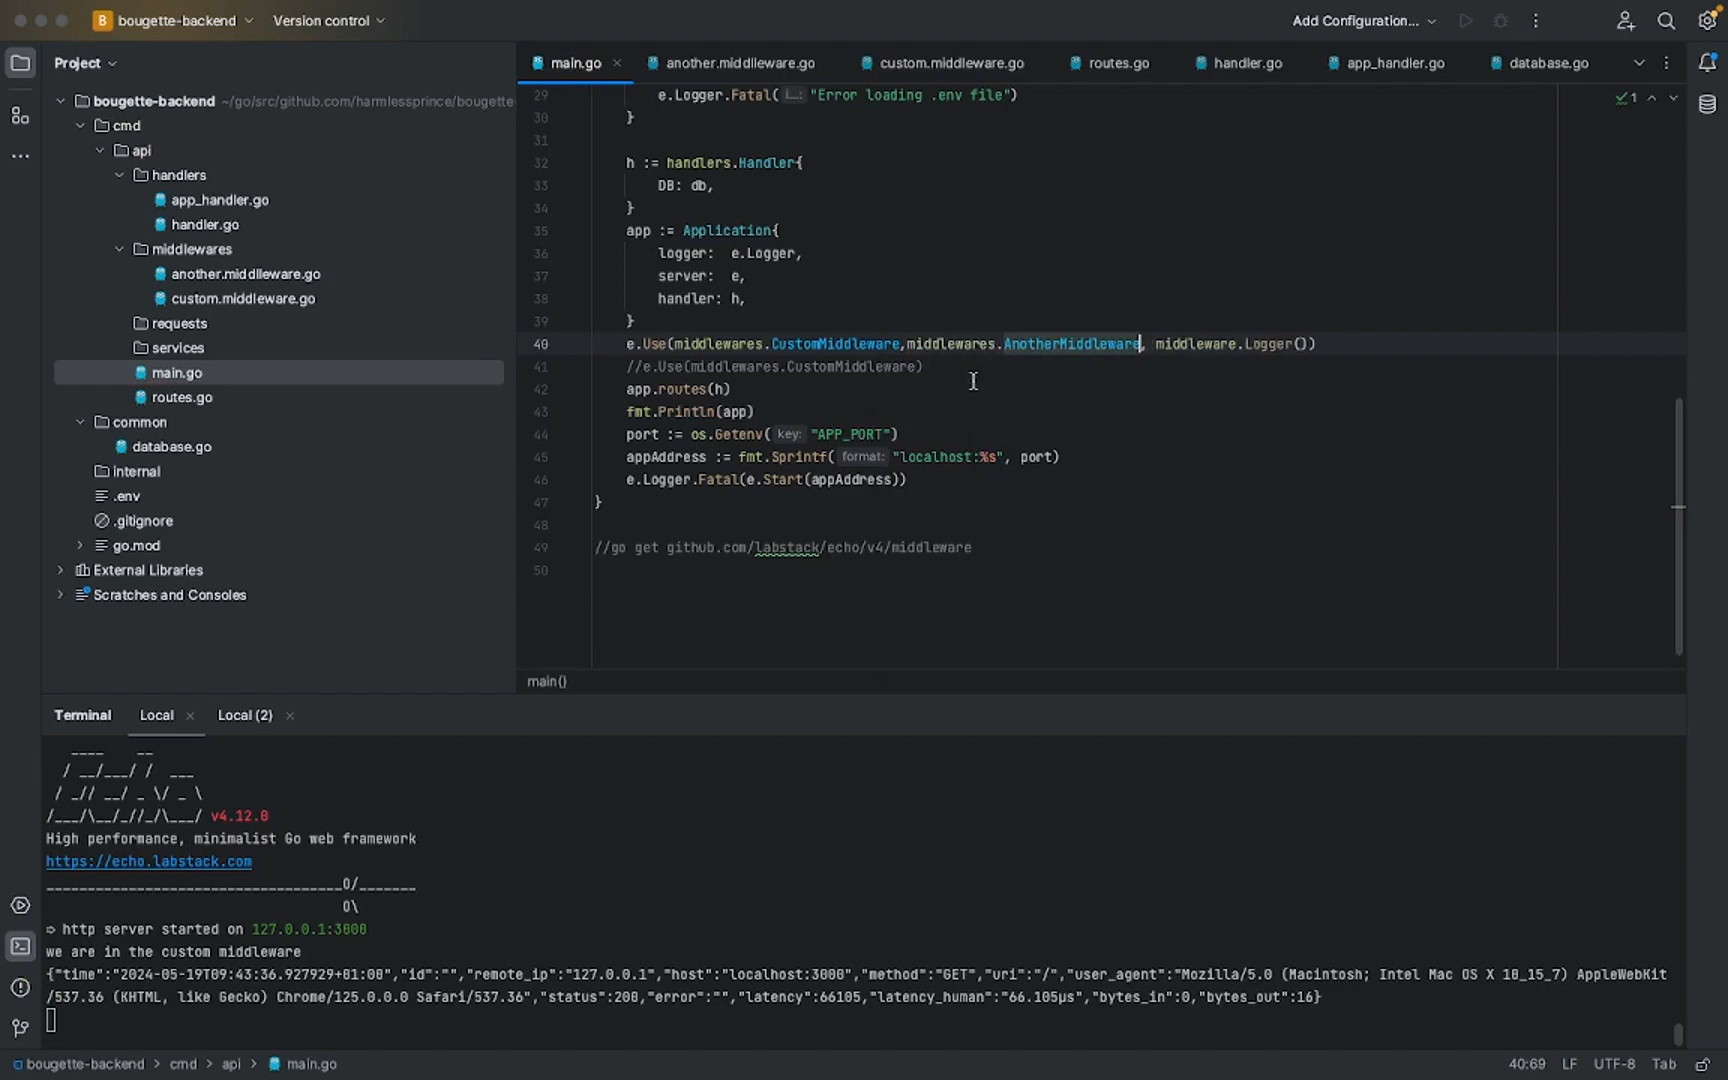 B bougette-backend Version control Add Configuration...
Project main.go another.middlleware.go custom.middleware.go routes.go handler.go app_handler.go database.go
bougette-backend ~/go/src/github.com/harmlessprince/bougette
cmd
api
handlers
app_handler.go
handler.go
middlewares
another.middlleware.go
custom.middleware.go
requests
services
main.go
routes.go
common
database.go
internal
.env
.gitignore
go.mod
External Libraries
Scratches and Consoles
29 e.Logger.Fatal( i...: "Error loading .env file")
30 }
31
32 h := handlers.Handler{
33 DB: db,
34 }
35 app := Application{
36 logger: e.Logger,
37 server: e,
38 handler: h,
39 }
40 e.Use(middlewares.CustomMiddleware,middlewares.AnotherMiddleware, middleware.Logger())
41 //e.Use(middlewares.CustomMiddleware)
42 app.routes(h)
43 fmt.Println(app)
44 port := os.Getenv( key: "APP_PORT")
45 appAddress := fmt.Sprintf( format: "localhost:%s", port)
46 e.Logger.Fatal(e.Start(appAddress))
47 }
48
49 //go get github.com/labstack/echo/v4/middleware
50
1
main()
Terminal Local Local (2)
v4.12.0
High performance, minimalist Go web framework
https://echo.labstack.com
____________________________________O/_______
O\
⇨ http server started on 127.0.0.1:3000
we are in the custom middleware
{"time":"2024-05-19T09:43:36.927929+01:00","id":"","remote_ip":"127.0.0.1","host":"localhost:3000","method":"GET","uri":"/","user_agent":"Mozilla/5.0 (Macintosh; Intel Mac OS X 10_15_7) AppleWebKit
/537.36 (KHTML, like Gecko) Chrome/125.0.0.0 Safari/537.36","status":200,"error":"","latency":66105,"latency_human":"66.105µs","bytes_in":0,"bytes_out":16}
bougette-backend > cmd > api > main.go 40:69 LF UTF-8 Tab